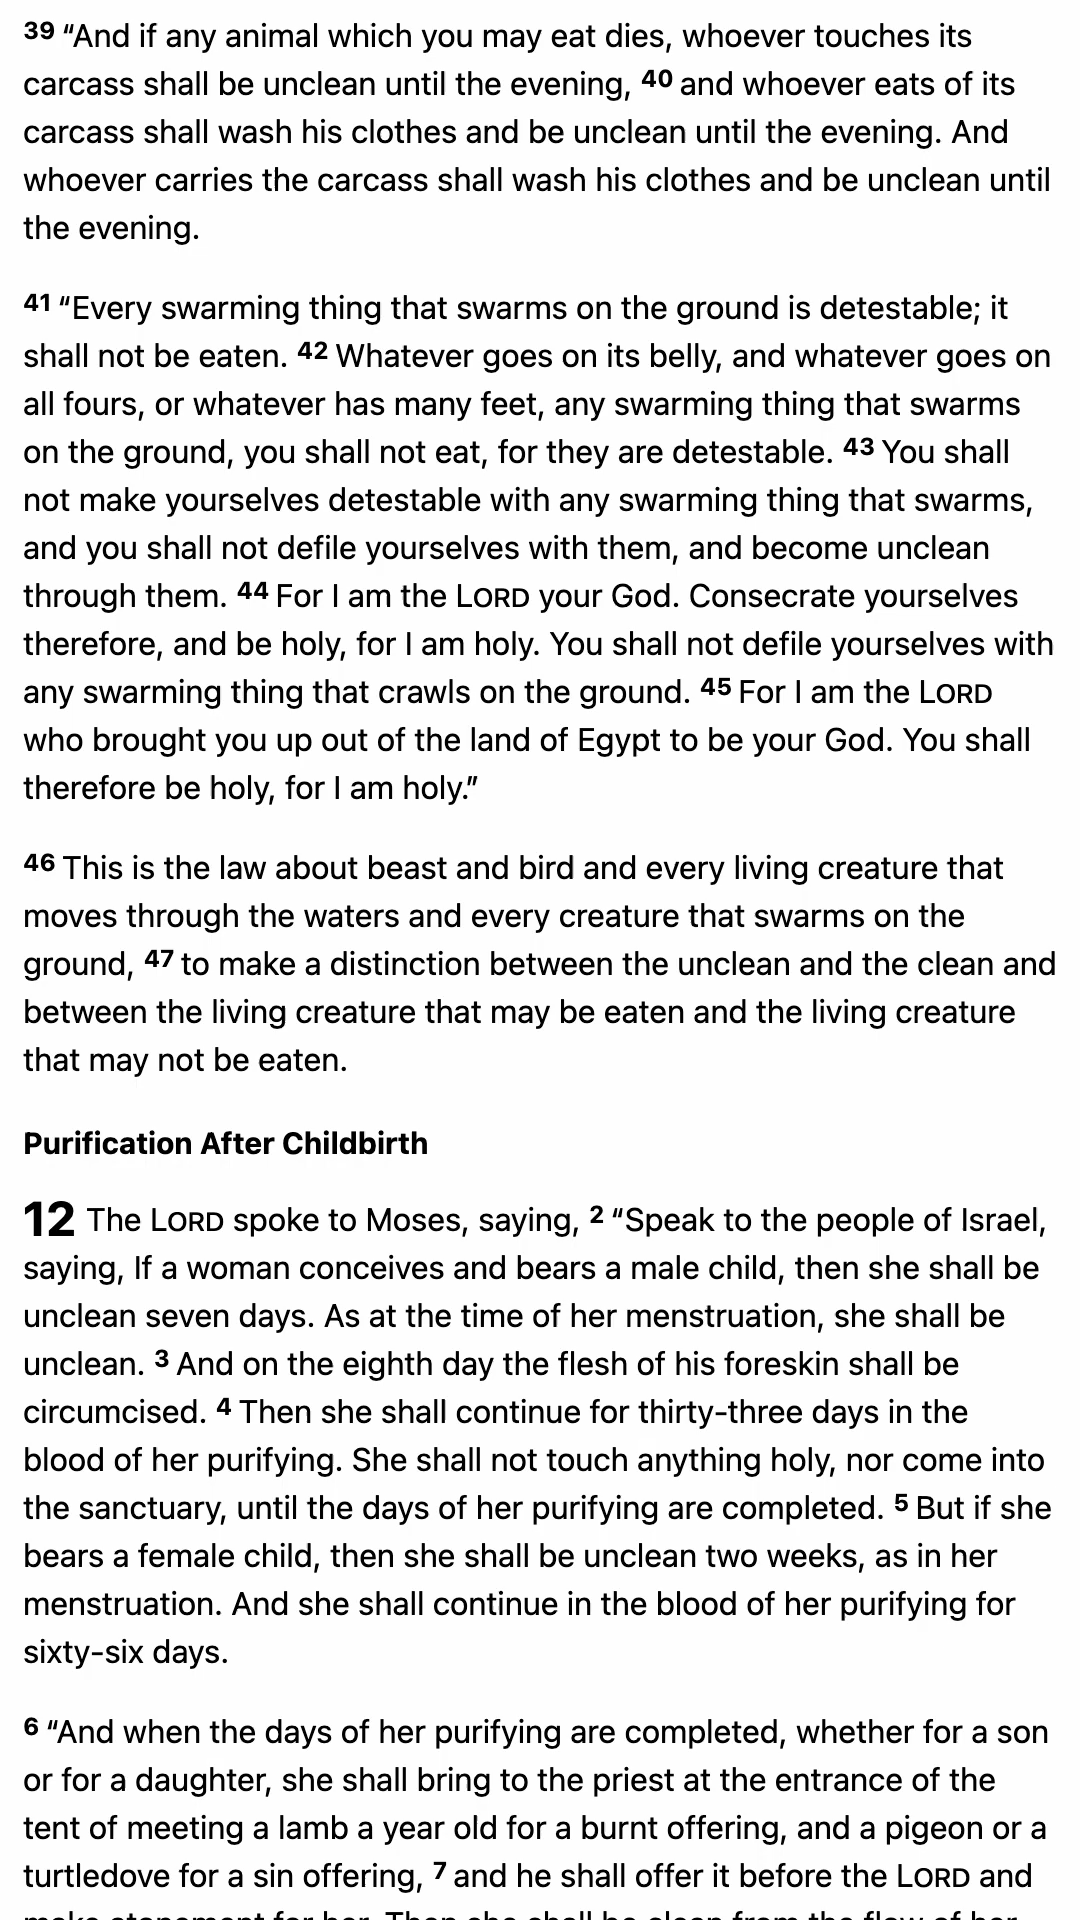 39 “And if any animal which you may eat dies, whoever touches its
carcass shall be unclean until the evening, 40 and whoever eats of its
carcass shall wash his clothes and be unclean until the evening. And
whoever carries the carcass shall wash his clothes and be unclean until
the evening.
41 “Every swarming thing that swarms on the ground is detestable; it
shall not be eaten. 42 Whatever goes on its belly, and whatever goes on
all fours, or whatever has many feet, any swarming thing that swarms
on the ground, you shall not eat, for they are detestable. 43 You shall
not make yourselves detestable with any swarming thing that swarms,
and you shall not defile yourselves with them, and become unclean
through them. 44 For I am the LORD your God. Consecrate yourselves
therefore, and be holy, for I am holy. You shall not defile yourselves with
any swarming thing that crawls on the ground. 45 For I am the LORD
who brought you up out of the land of Egypt to be your God. You shall
therefore be holy, for I am holy.”
46 This is the law about beast and bird and every living creature that
moves through the waters and every creature that swarms on the
ground, 47 to make a distinction between the unclean and the clean and
between the living creature that may be eaten and the living creature
that may not be eaten.
Purification After Childbirth
12 The LORD spoke to Moses, saying, 2 “Speak to the people of Israel,
saying, If a woman conceives and bears a male child, then she shall be
unclean seven days. As at the time of her menstruation, she shall be
unclean. 3 And on the eighth day the flesh of his foreskin shall be
circumcised. 4 Then she shall continue for thirty-three days in the
blood of her purifying. She shall not touch anything holy, nor come into
the sanctuary, until the days of her purifying are completed. 5 But if she
bears a female child, then she shall be unclean two weeks, as in her
menstruation. And she shall continue in the blood of her purifying for
sixty-six days.
6 “And when the days of her purifying are completed, whether for a son
or for a daughter, she shall bring to the priest at the entrance of the
tent of meeting a lamb a year old for a burnt offering, and a pigeon or a
turtledove for a sin offering, 7 and he shall offer it before the LORD and
make atonement for her. Then she shall be clean from the flow of her